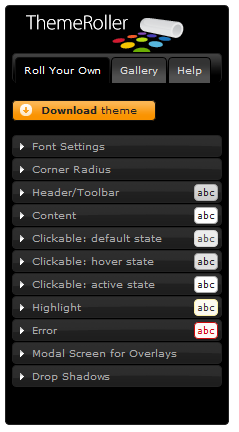 ThemeRoller
Roll Your Own Gallery Help
Download theme
Font Settings
Corner Radius
Header/Toolbar abc
Content abc
Clickable: default state abc
Clickable: hover state abc
Clickable: active state abc
Highlight abc
Error abc
Modal Screen for Overlays
Drop Shadows